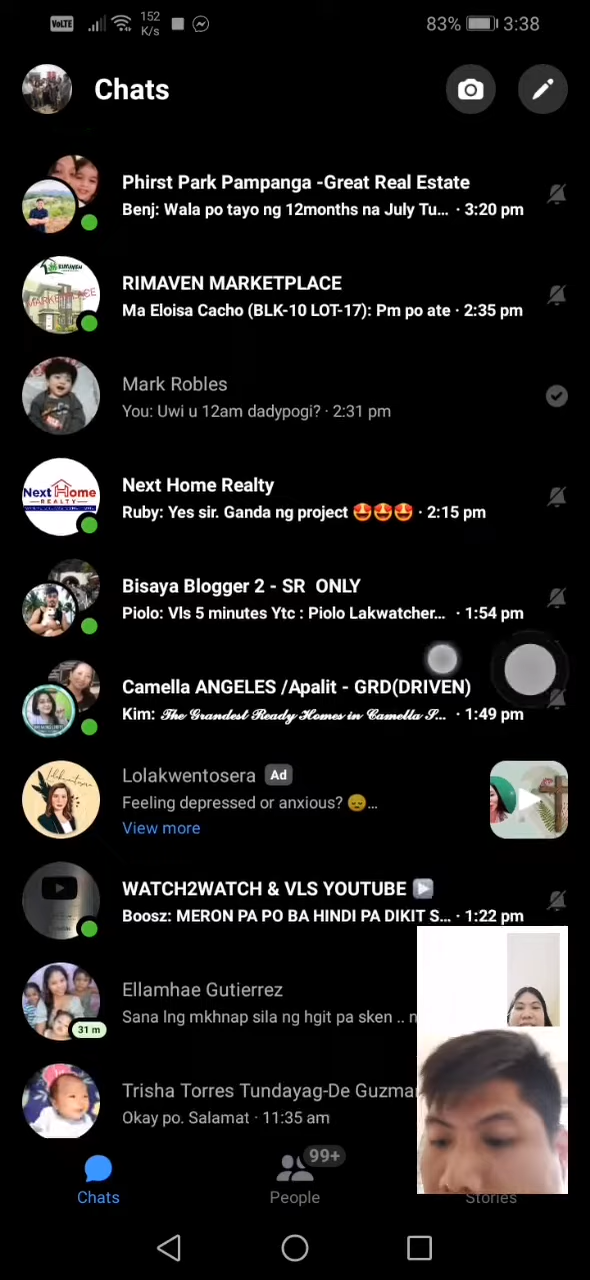 VoLTE 152 K/s 83% 3:38
Chats
Phirst Park Pampanga -Great Real Estate
Benj: Wala po tayo ng 12months na July Tu... · 3:20 pm
RIMAVEN MARKETPLACE
Ma Eloisa Cacho (BLK-10 LOT-17): Pm po ate · 2:35 pm
Mark Robles
You: Uwi u 12am dadypogi? · 2:31 pm
Next Home Realty
Next Home
REALTY
Ruby: Yes sir. Ganda ng project 🤩🤩🤩 · 2:15 pm
Bisaya Blogger 2 - SR ONLY
Piolo: Vls 5 minutes Ytc : Piolo Lakwatcher... · 1:54 pm
Camella ANGELES /Apalit - GRD(DRIVEN)
Kim: 𝓣𝓱𝓮 𝓖𝓻𝓪𝓷𝓭𝓮𝓼𝓽 𝓡𝓮𝓪𝓭𝔂 𝓗𝓸𝓶𝓮𝓼 𝓲𝓷 𝓒𝓪𝓶𝓮𝓵𝓵𝓪 𝓢... · 1:49 pm
Lolakwentosera Ad
Feeling depressed or anxious? 😔...
View more
WATCH2WATCH & VLS YOUTUBE ▶️
Boosz: MERON PA PO BA HINDI PA DIKIT S... · 1:22 pm
Ellamhae Gutierrez
Sana lng mkhnap sila ng hgit pa sken ..
31 m
Trisha Torres Tundayag-De Guzma
Okay po. Salamat · 11:35 am
99+
Chats People Stories